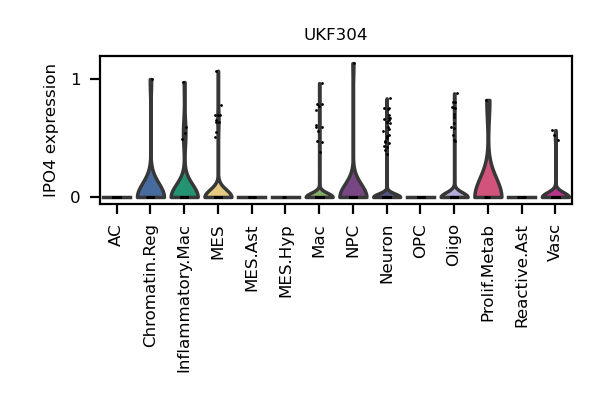 UKF304
IPO4 expression
1
0
AC
Chromatin.Reg
Inflammatory.Mac
MES
MES.Ast
MES.Hyp
Mac
NPC
Neuron
OPC
Oligo
Prolif.Metab
Reactive.Ast
Vasc